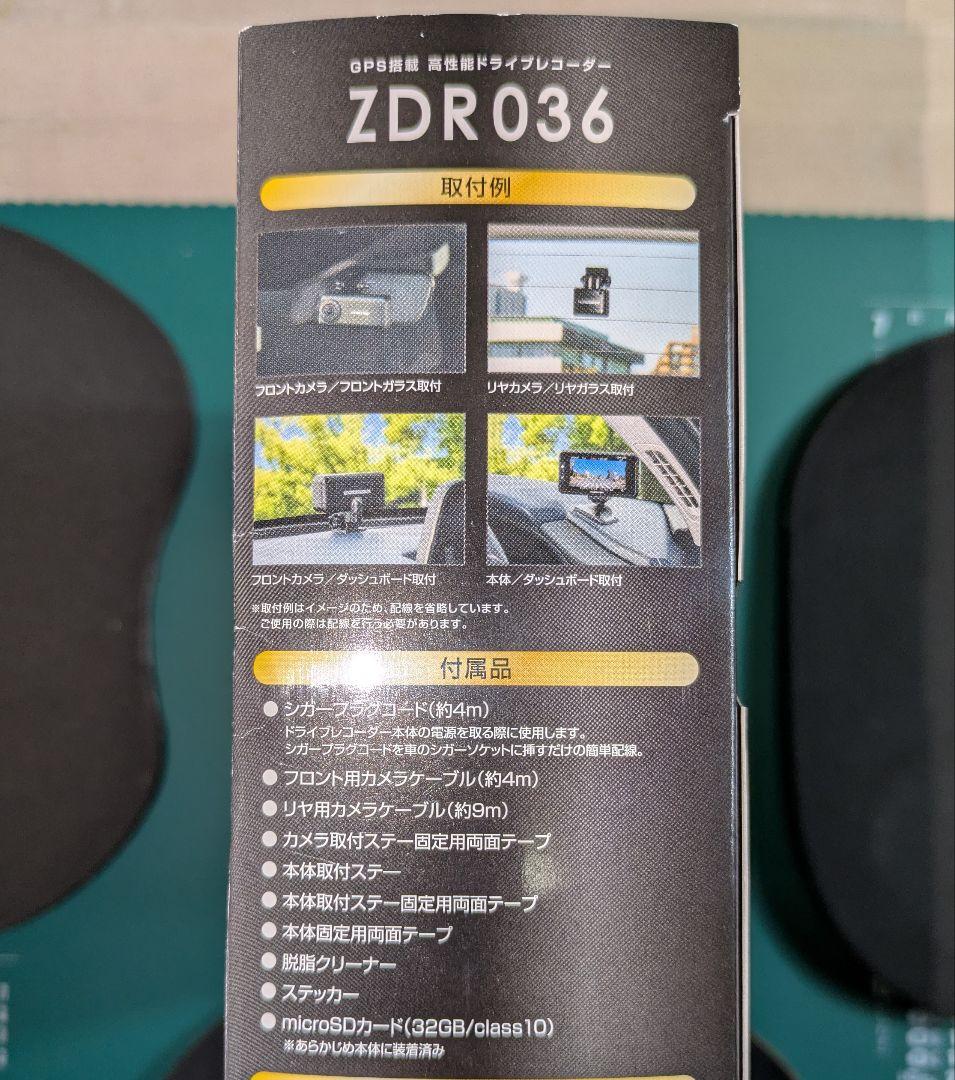 GPS搭載 高性能ドライブレコーダー
ZDR036
取付例
フロントカメラ／フロントガラス取付
リヤカメラ／リヤガラス取付
フロントカメラ／ダッシュボード取付
本体／ダッシュボード取付
※取付例はイメージのため、配線を省略しています。
ご使用の際は配線を行う必要があります。
付属品
●シガープラグコード(約4m)
ドライブレコーダー本体の電源を取る際に使用します。
シガープラグコードを車のシガーソケットに挿すだけの簡単配線。
●フロント用カメラケーブル(約4m)
●リヤ用カメラケーブル(約9m)
●カメラ取付ステー固定用両面テープ
●本体取付ステー
●本体取付ステー固定用両面テープ
●本体固定用両面テープ
●脱脂クリーナー
●ステッカー
●microSDカード(32GB/class10)
※あらかじめ本体に装着済み